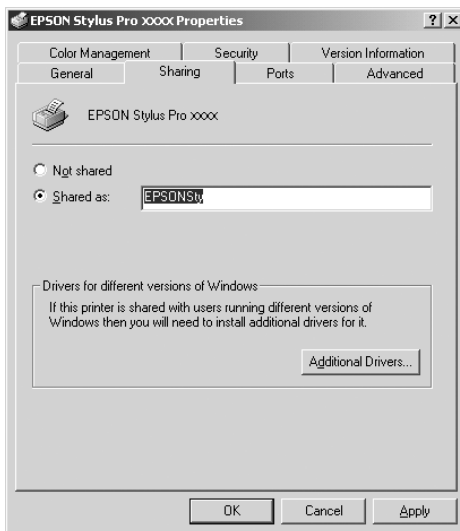 EPSON Stylus Pro XXXX Properties
? X
Color Management Security Version Information
General Sharing Ports Advanced
EPSON Stylus Pro xxxx
Not shared
Shared as: EPSONSty
Drivers for different versions of Windows
If this printer is shared with users running different versions of
Windows then you will need to install additional drivers for it.
Additional Drivers...
OK Cancel Apply